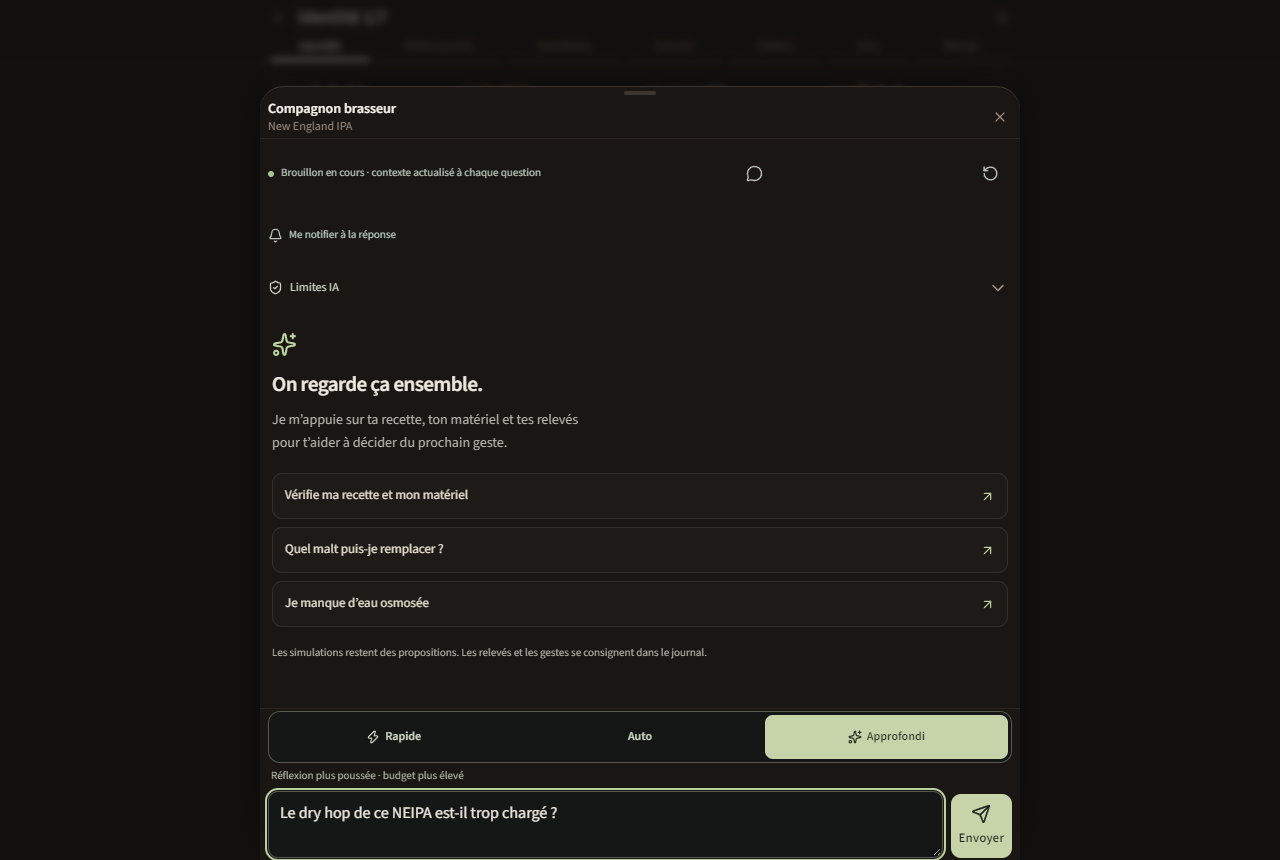 Compagnon brasseur
New England IPA
Brouillon en cours · contexte actualisé à chaque question
Me notifier à la réponse
Limites IA
On regarde ça ensemble.
Je m’appuie sur ta recette, ton matériel et tes relevés
pour t’aider à décider du prochain geste.
Vérifie ma recette et mon matériel
Quel malt puis-je remplacer ?
Je manque d’eau osmosée
Les simulations restent des propositions. Les relevés et les gestes se consignent dans le journal.
Rapide
Auto
Approfondi
Réflexion plus poussée · budget plus élevé
Le dry hop de ce NEIPA est-il trop chargé ?
Envoyer